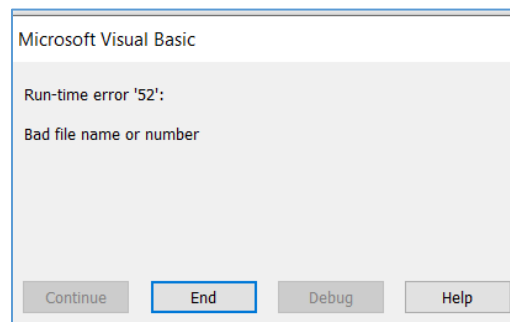 Microsoft Visual Basic
Run-time error '52':
Bad file name or number
Continue End Debug Help